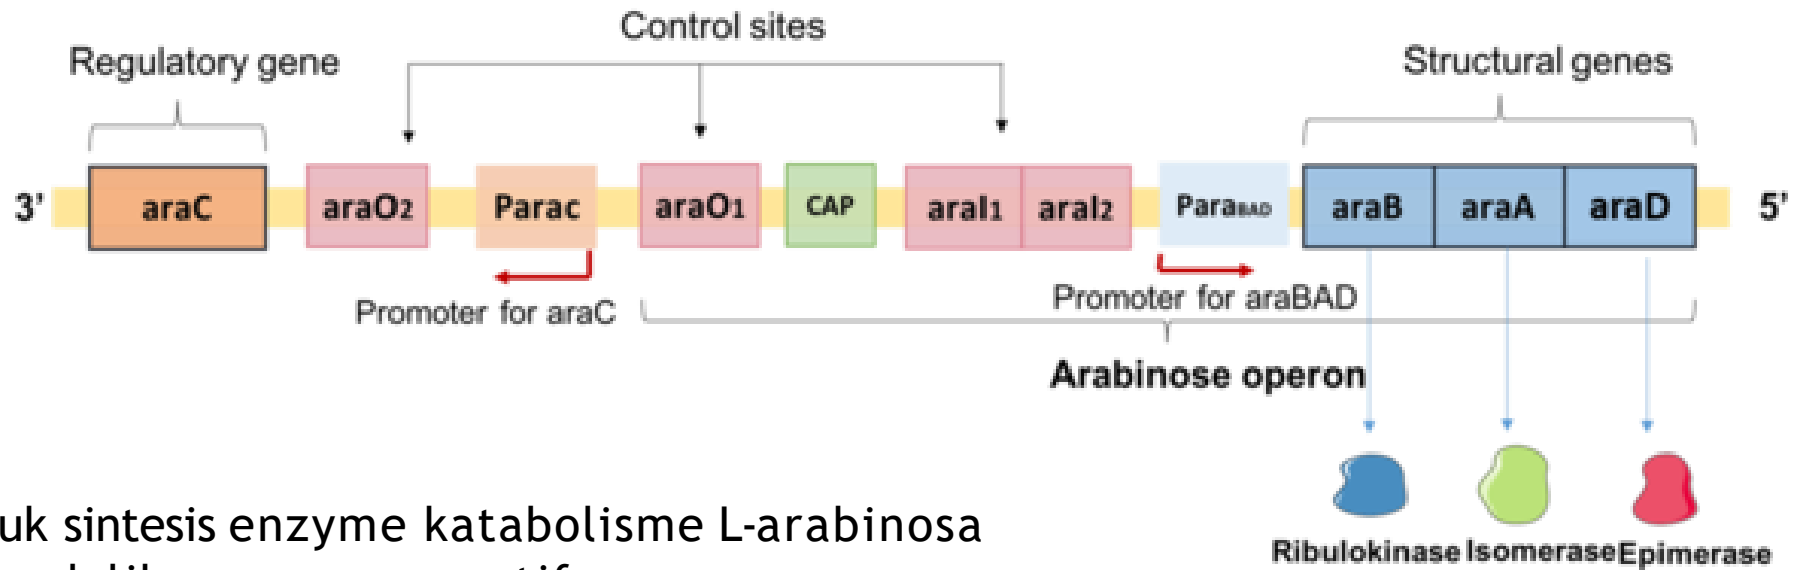 Control sites
Regulatory gene
Structural genes
3’ araC araO2 Parac araO1 CAP araI1 araI2 ParaBAD araB araA araD 5’
Promoter for araC
Promoter for araBAD
Arabinose operon
uk sintesis enzyme katabolisme L-arabinosa
Ribulokinase Isomerase Epimerase